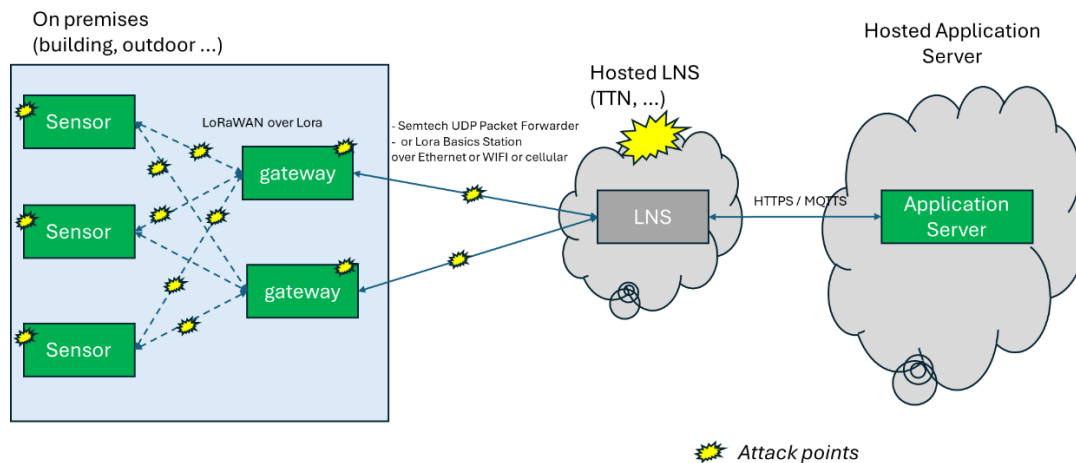 On premises
(building, outdoor ...)
Hosted Application
Server
Hosted LNS
(TTN, ...)
Sensor
LoRaWAN over Lora
- Semtech UDP Packet Forwarder
- or Lora Basics Station
over Ethernet or WIFI or cellular
gateway
HTTPS / MQTTS
Sensor
LNS
Application
Server
gateway
Sensor
Attack points